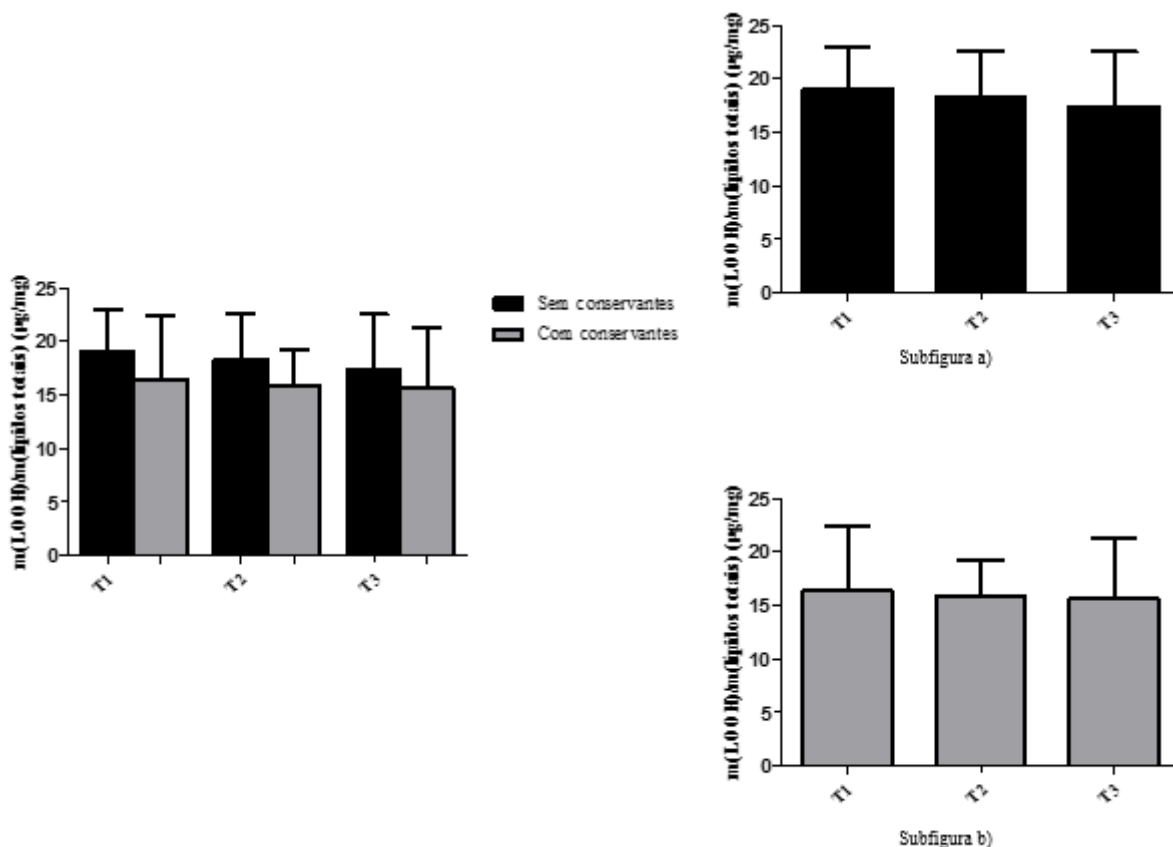 m(LOOH)/m(lípidos totais) (µg/mg)
25
20
15
10
5
0
T1
T2
T3
Sem conservantes
Com conservantes
m(LOOH)/m(lípidos totais) (µg/mg)
25
20
15
10
5
0
T1
T2
T3
Subfigura a)
m(LOOH)/m(lípidos totais) (µg/mg)
25
20
15
10
5
0
T1
T2
T3
Subfigura b)